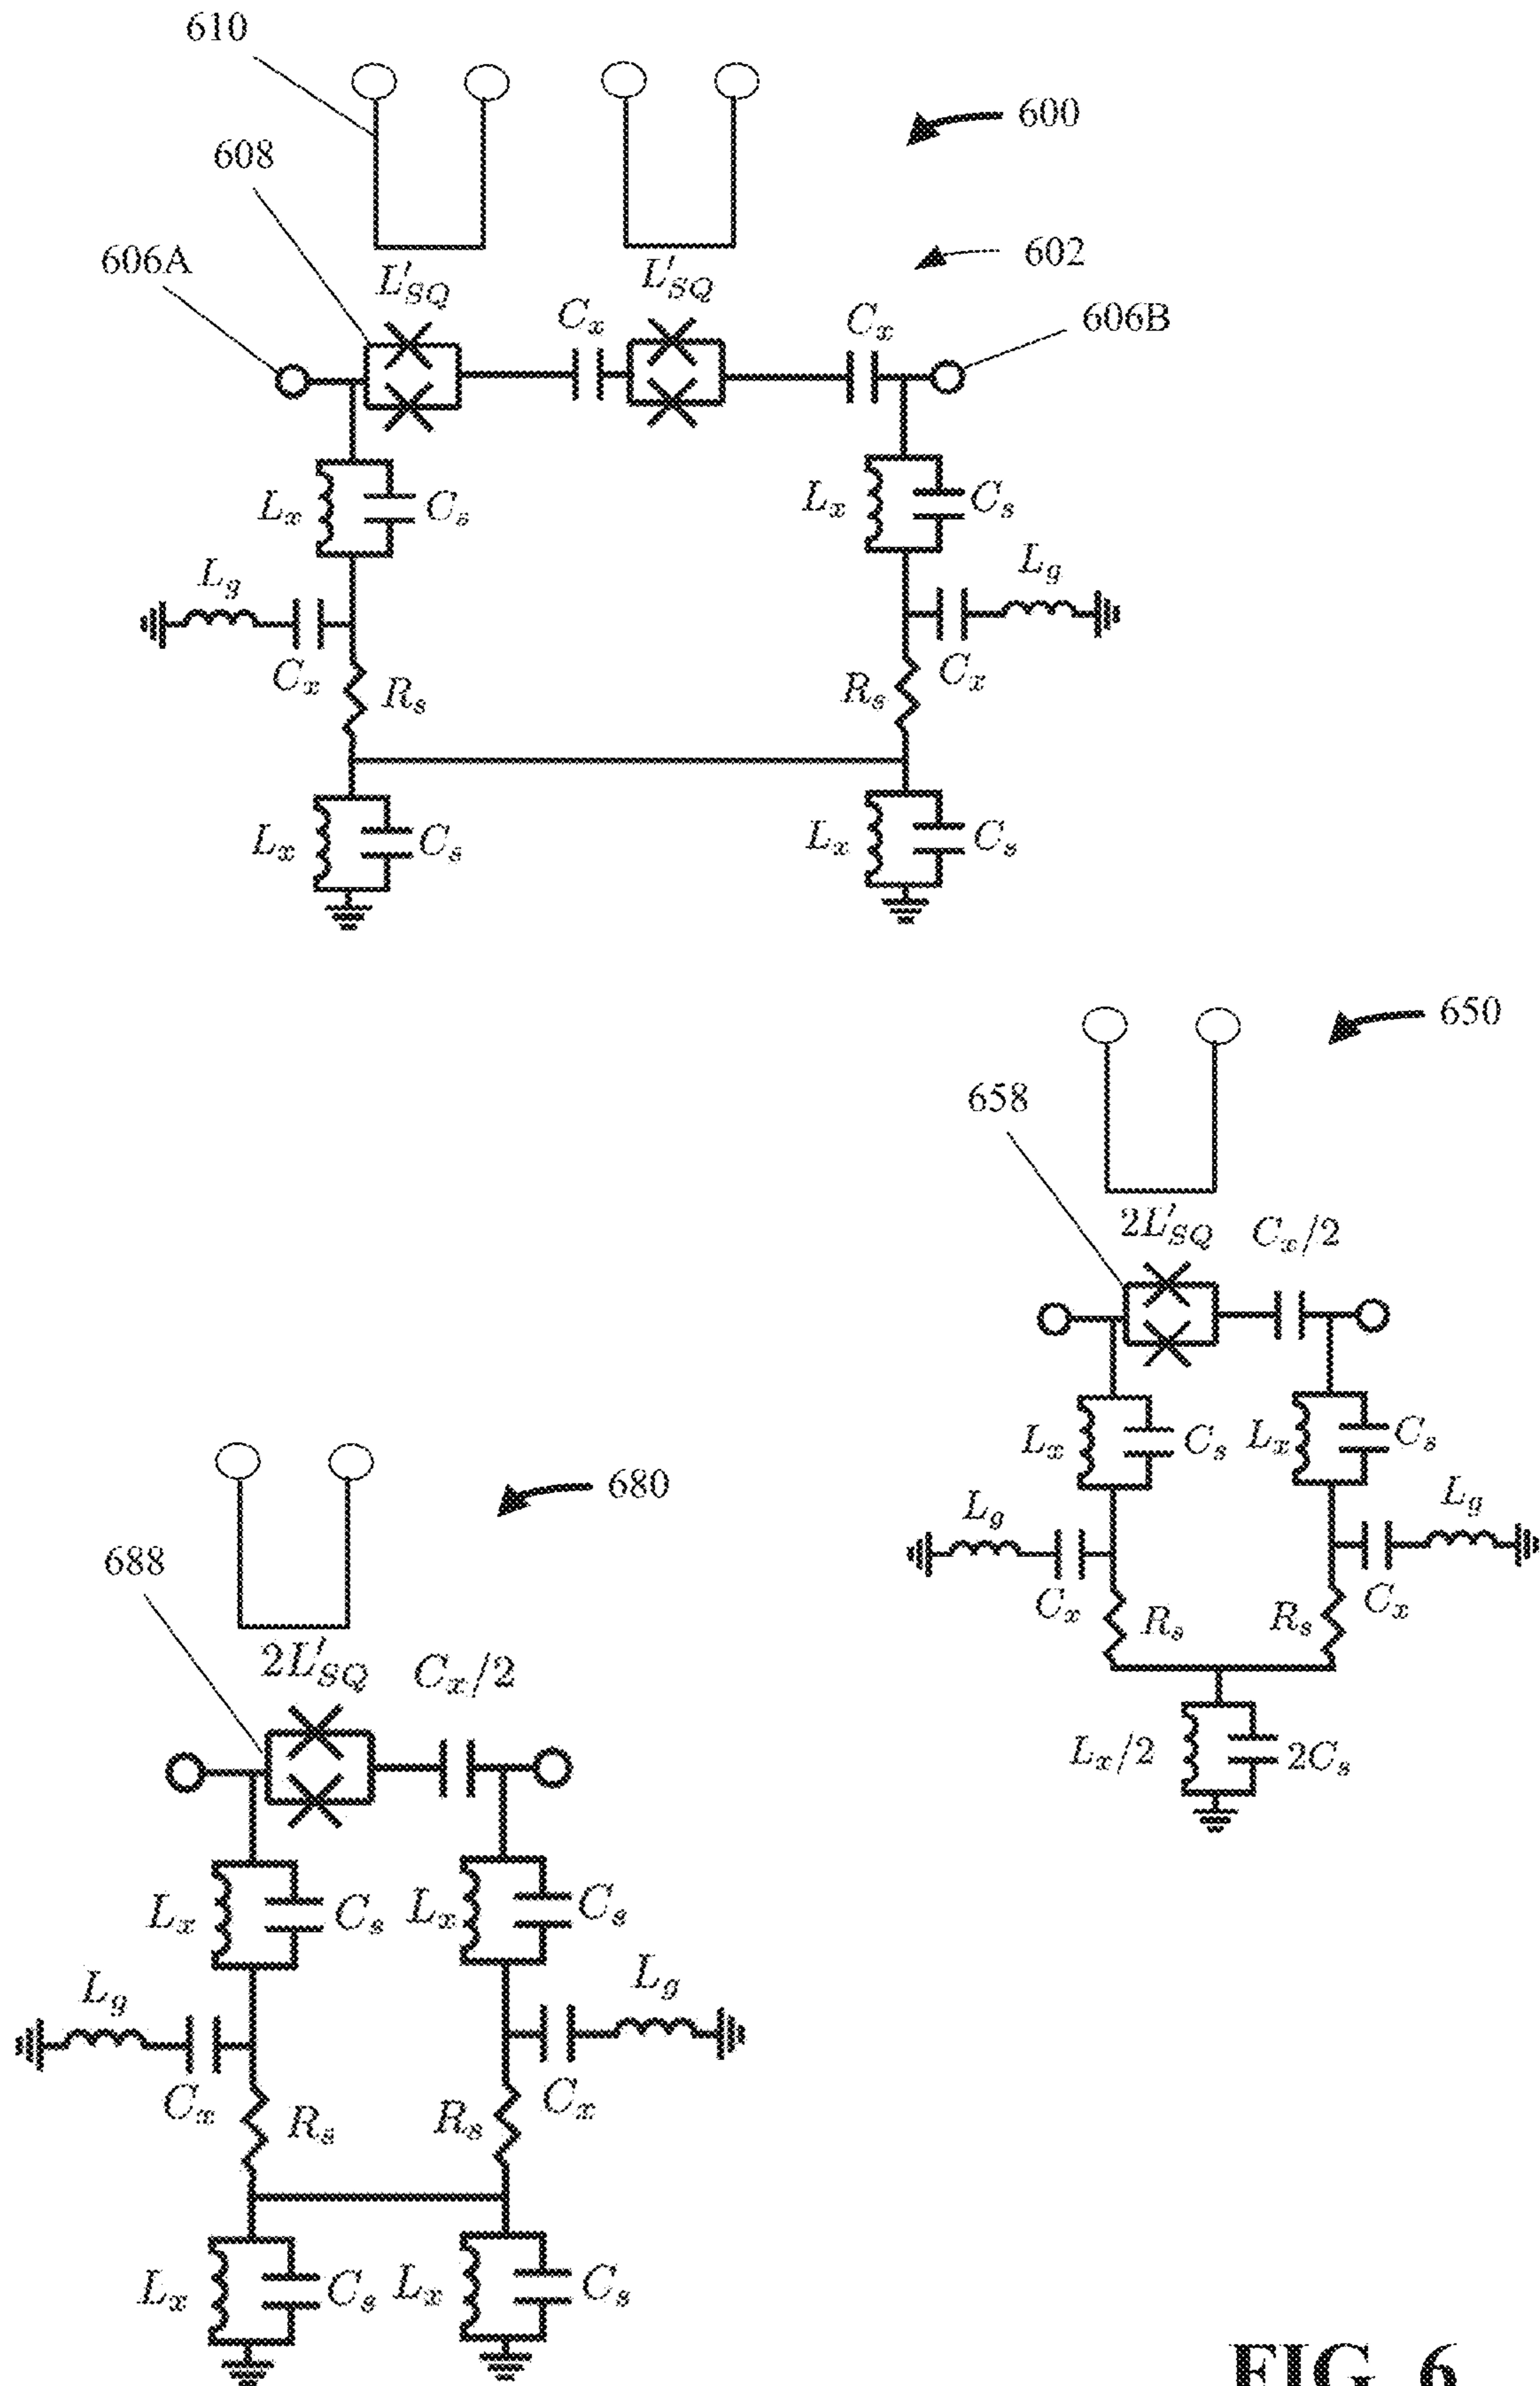 610
600
608
602
606A
L'SQ
L'SQ
Cx
Cx
606B
Lx
Cs
Lx
Cs
Lg
Lg
Cx
Rs
Rs
Cx
Lx
Cs
Lx
Cs
650
658
2L'SQ
Cx/2
Lx
Cs
Lx
Cs
Lg
Lg
Cx
Rs
Rs
Cx
Lx/2
2Cs
680
688
2L'SQ
Cx/2
Lx
Cs
Lx
Cs
Lg
Lg
Cx
Rs
Rs
Cx
Lx
Cs
Lx
Cs
FIG. 6